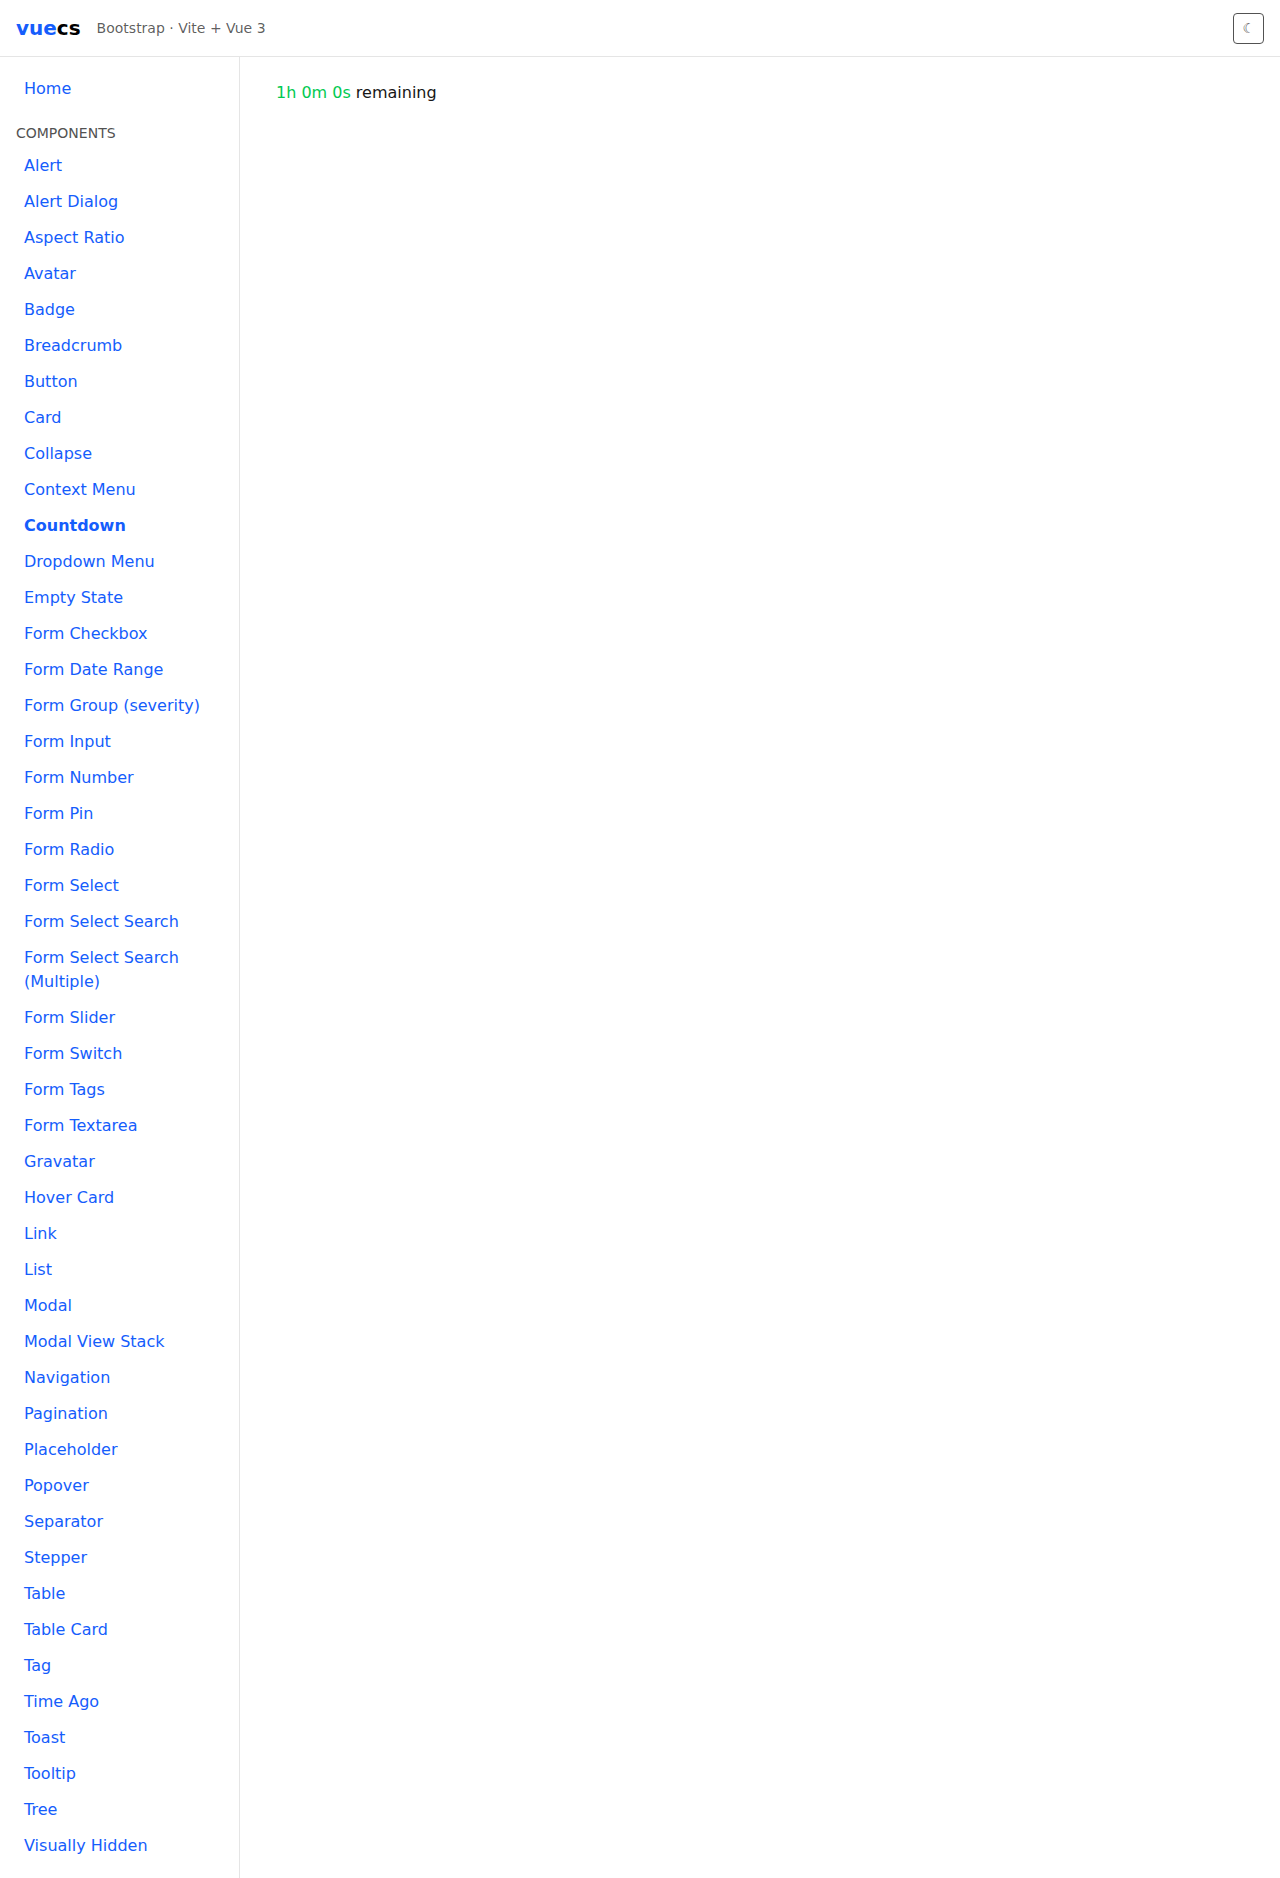 vuecs Bootstrap · Vite + Vue 3 ☾
Home
COMPONENTS
Alert
Alert Dialog
Aspect Ratio
Avatar
Badge
Breadcrumb
Button
Card
Collapse
Context Menu
Countdown
Dropdown Menu
Empty State
Form Checkbox
Form Date Range
Form Group (severity)
Form Input
Form Number
Form Pin
Form Radio
Form Select
Form Select Search
Form Select Search
(Multiple)
Form Slider
Form Switch
Form Tags
Form Textarea
Gravatar
Hover Card
Link
List
Modal
Modal View Stack
Navigation
Pagination
Placeholder
Popover
Separator
Stepper
Table
Table Card
Tag
Time Ago
Toast
Tooltip
Tree
Visually Hidden
1h 0m 0s remaining